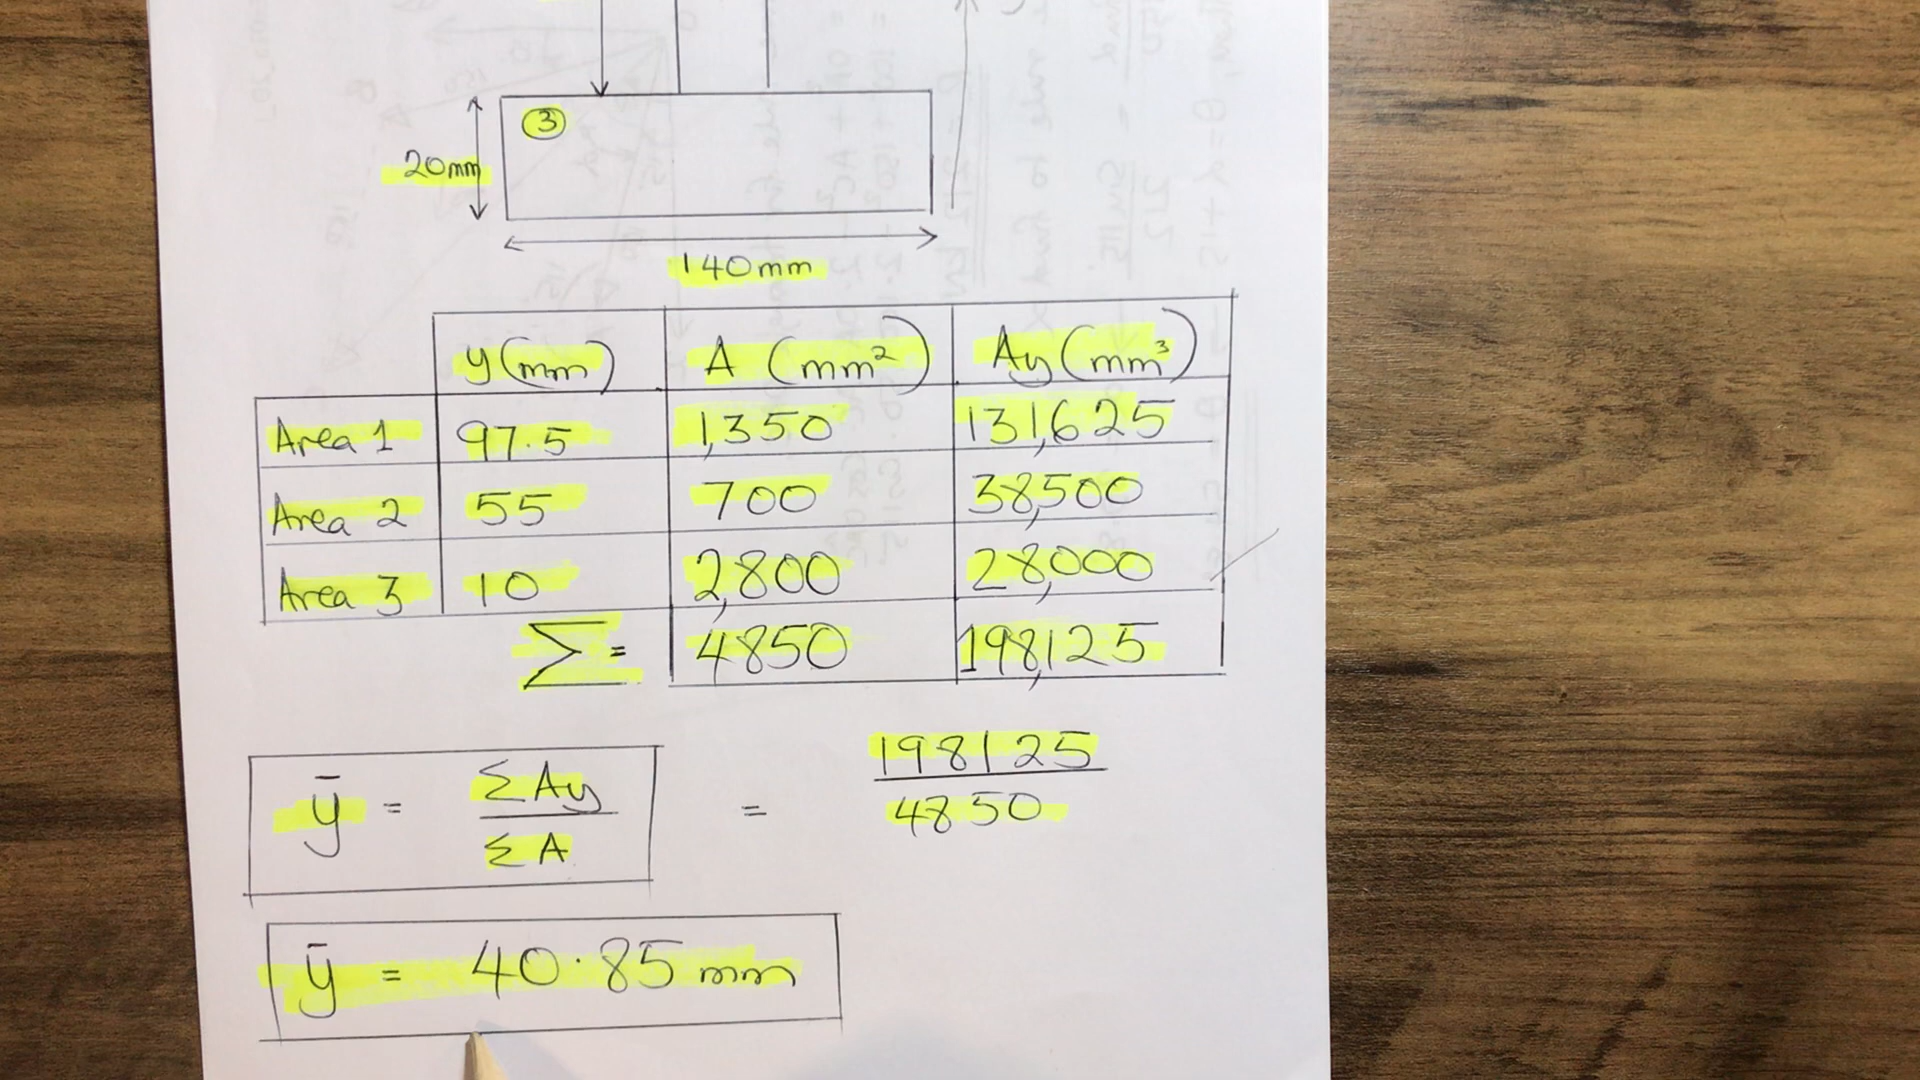 3
20mm
140mm
y(mm) A (mm²) Ay(mm³)
Area 1 97.5 1,350 131,625
Area 2 55 700 38,500
Area 3 10 2,800 28,000
Σ= 4850 198,125
ȳ = ΣAy / ΣA = 198125 / 4850
ȳ = 40.85 mm